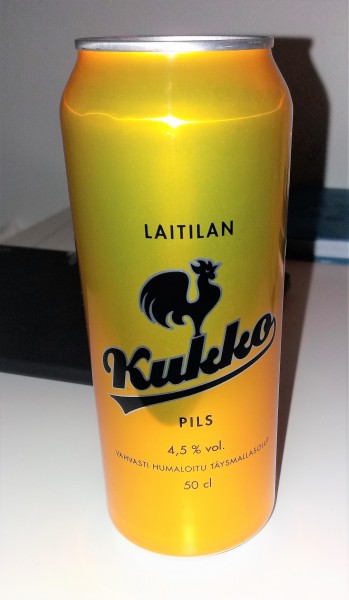 LAITILAN
Kukko
PILS
4,5 % vol.
VAHVASTI HUMALOITU TÄYSMALLASOLUT
50 cl